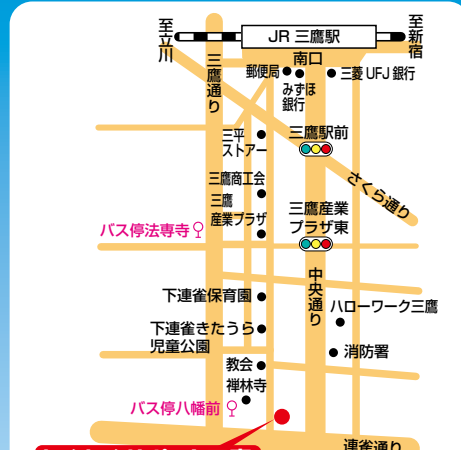 至立川
JR 三鷹駅
至新宿
三鷹通り
南口
郵便局
みずほ
銀行
三菱 UFJ 銀行
三平
ストアー
三鷹駅前
さくら通り
三鷹商工会
三鷹
産業プラザ
三鷹産業
プラザ東
バス停法専寺
中央通り
下連雀保育園
ハローワーク三鷹
下連雀きたうら
児童公園
消防署
教会
禅林寺
バス停八幡前
連雀通り